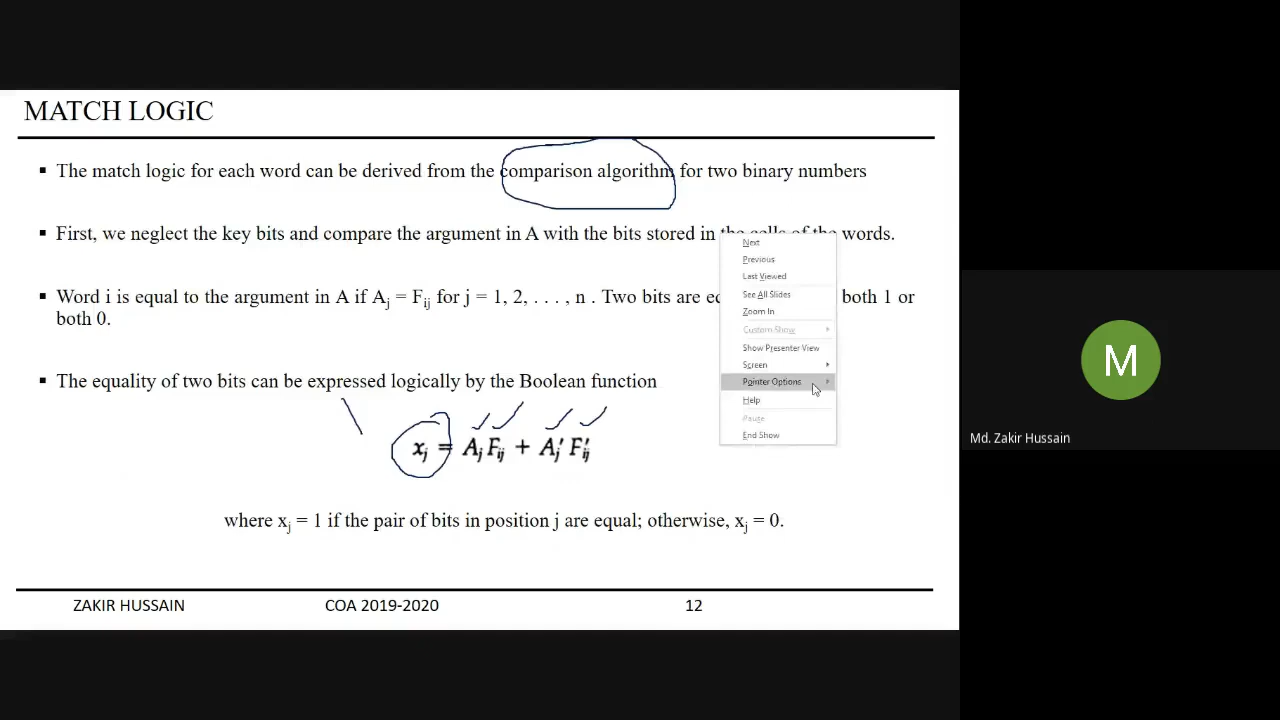 MATCH LOGIC
▪ The match logic for each word can be derived from the comparison algorithm for two binary numbers
▪ First, we neglect the key bits and compare the argument in A with the bits stored in the cells of the words.
▪ Word i is equal to the argument in A if Aj = Fij for j = 1, 2, . . . , n . Two bits are both 1 or
both 0.
▪ The equality of two bits can be expressed logically by the Boolean function
xj = Aj Fij + A′j F′ij
where xj = 1 if the pair of bits in position j are equal; otherwise, xj = 0.
ZAKIR HUSSAIN COA 2019-2020 12
Next
Previous
Last Viewed
See All Slides
Zoom In
Custom Show
Show Presenter View
Screen
Pointer Options
Help
Pause
End Show
M
Md. Zakir Hussain